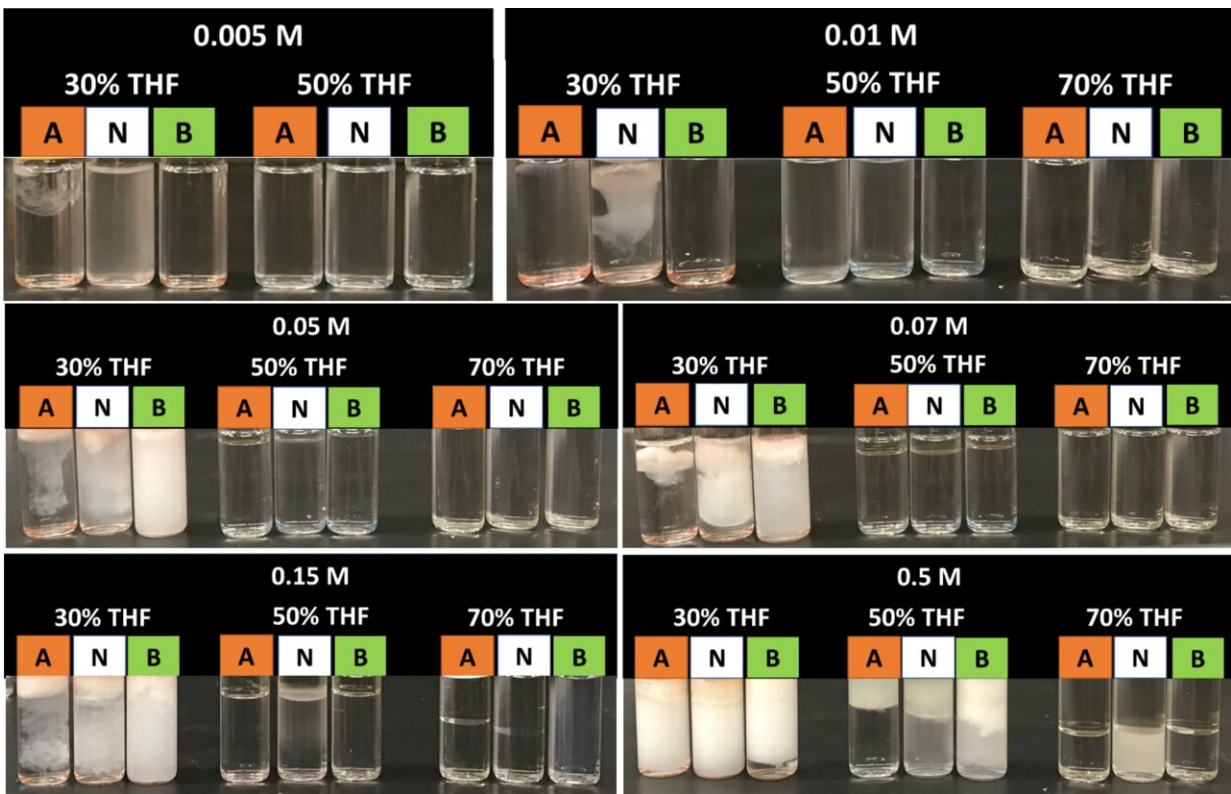 0.005 M
30% THF 50% THF
A N B A N B
0.01 M
30% THF 50% THF 70% THF
A N B A N B A N B
0.05 M
30% THF 50% THF 70% THF
A N B A N B A N B
0.07 M
30% THF 50% THF 70% THF
A N B A N B A N B
0.15 M
30% THF 50% THF 70% THF
A N B A N B A N B
0.5 M
30% THF 50% THF 70% THF
A N B A N B A N B